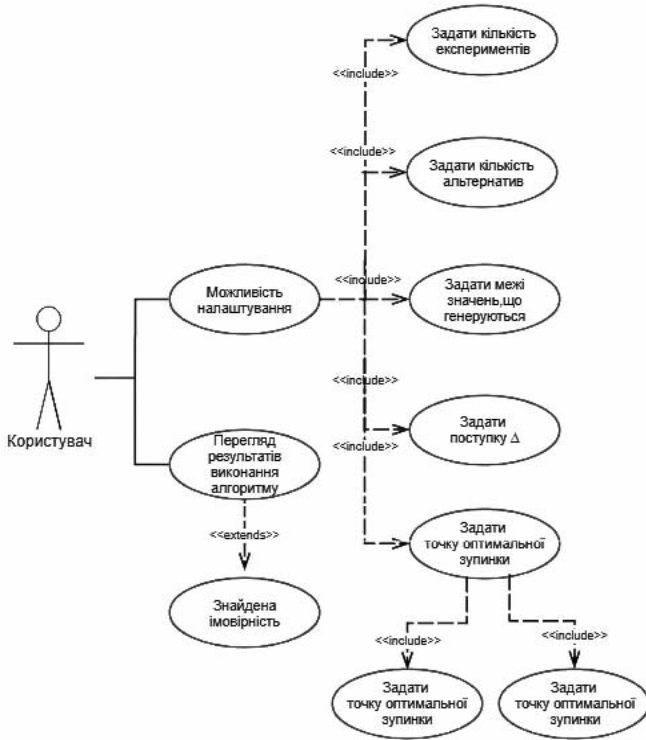 Задати кількість
експериментів
<<include>>
<<include>>
Задати кількість
альтернатив
Можливість
налаштування
<<include>>
Задати межі
значень,що
генеруються
Користувач
<<include>>
Задати
поступку Δ
<<include>>
Перегляд
результатів
виконання
алгоритму
<<extends>>
Задати
точку оптимальної
зупинки
Знайдена
імовірність
<<include>>
<<include>>
Задати
точку оптимальної
зупинки
Задати
точку оптимальної
зупинки